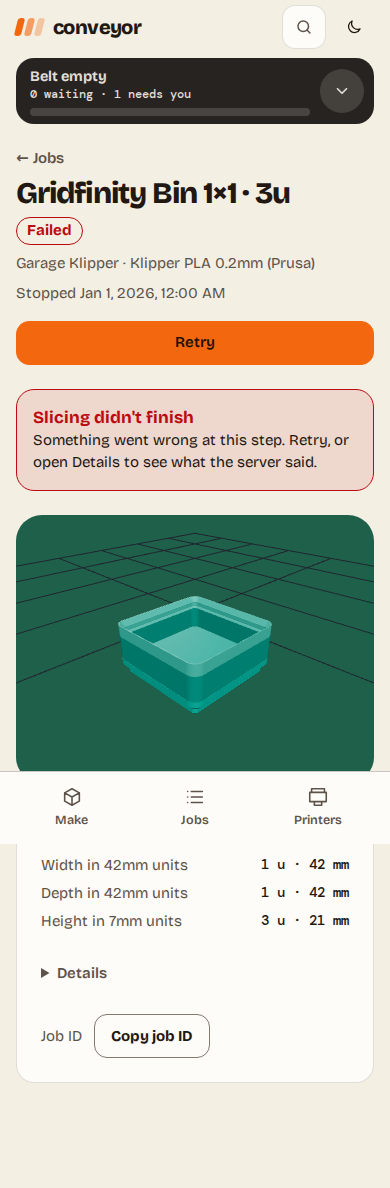 conveyor
Belt empty
0 waiting · 1 needs you
← Jobs
Gridfinity Bin 1×1 · 3u
Failed
Garage Klipper · Klipper PLA 0.2mm (Prusa)
Stopped Jan 1, 2026, 12:00 AM
Retry
Slicing didn't finish
Something went wrong at this step. Retry, or
open Details to see what the server said.
Make
Jobs
Printers
Width in 42mm units 1 u · 42 mm
Depth in 42mm units 1 u · 42 mm
Height in 7mm units 3 u · 21 mm
Details
Job ID Copy job ID